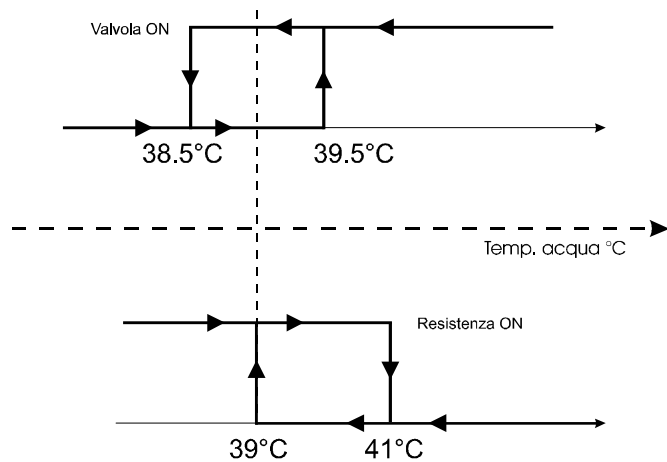 Valvola ON
38.5°C
39.5°C
Temp. acqua °C
Resistenza ON
39°C
41°C